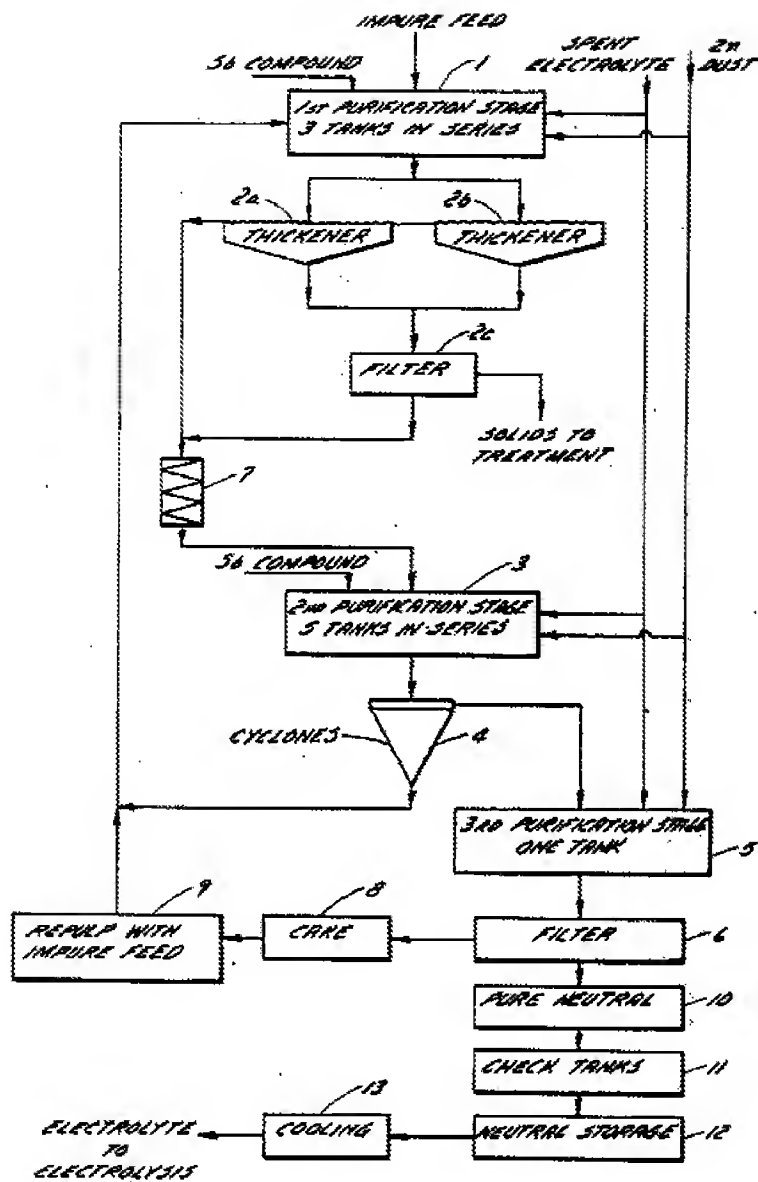 IMPURE FEED
SPENT
ELECTROLYTE
Zn
DUST
Sb COMPOUND
1
1ST PURIFICATION STAGE
3 TANKS IN SERIES
2a
2b
THICKENER
THICKENER
2c
FILTER
SOLIDS TO
TREATMENT
7
Sb COMPOUND
3
2ND PURIFICATION STAGE
5 TANKS IN SERIES
CYCLONES
4
3RD PURIFICATION STAGE
ONE TANK
5
9
8
REPULP WITH
IMPURE FEED
CAKE
FILTER
6
PURE NEUTRAL
10
CHECK TANKS
11
13
ELECTROLYTE
TO
ELECTROLYSIS
COOLING
NEUTRAL STORAGE
12